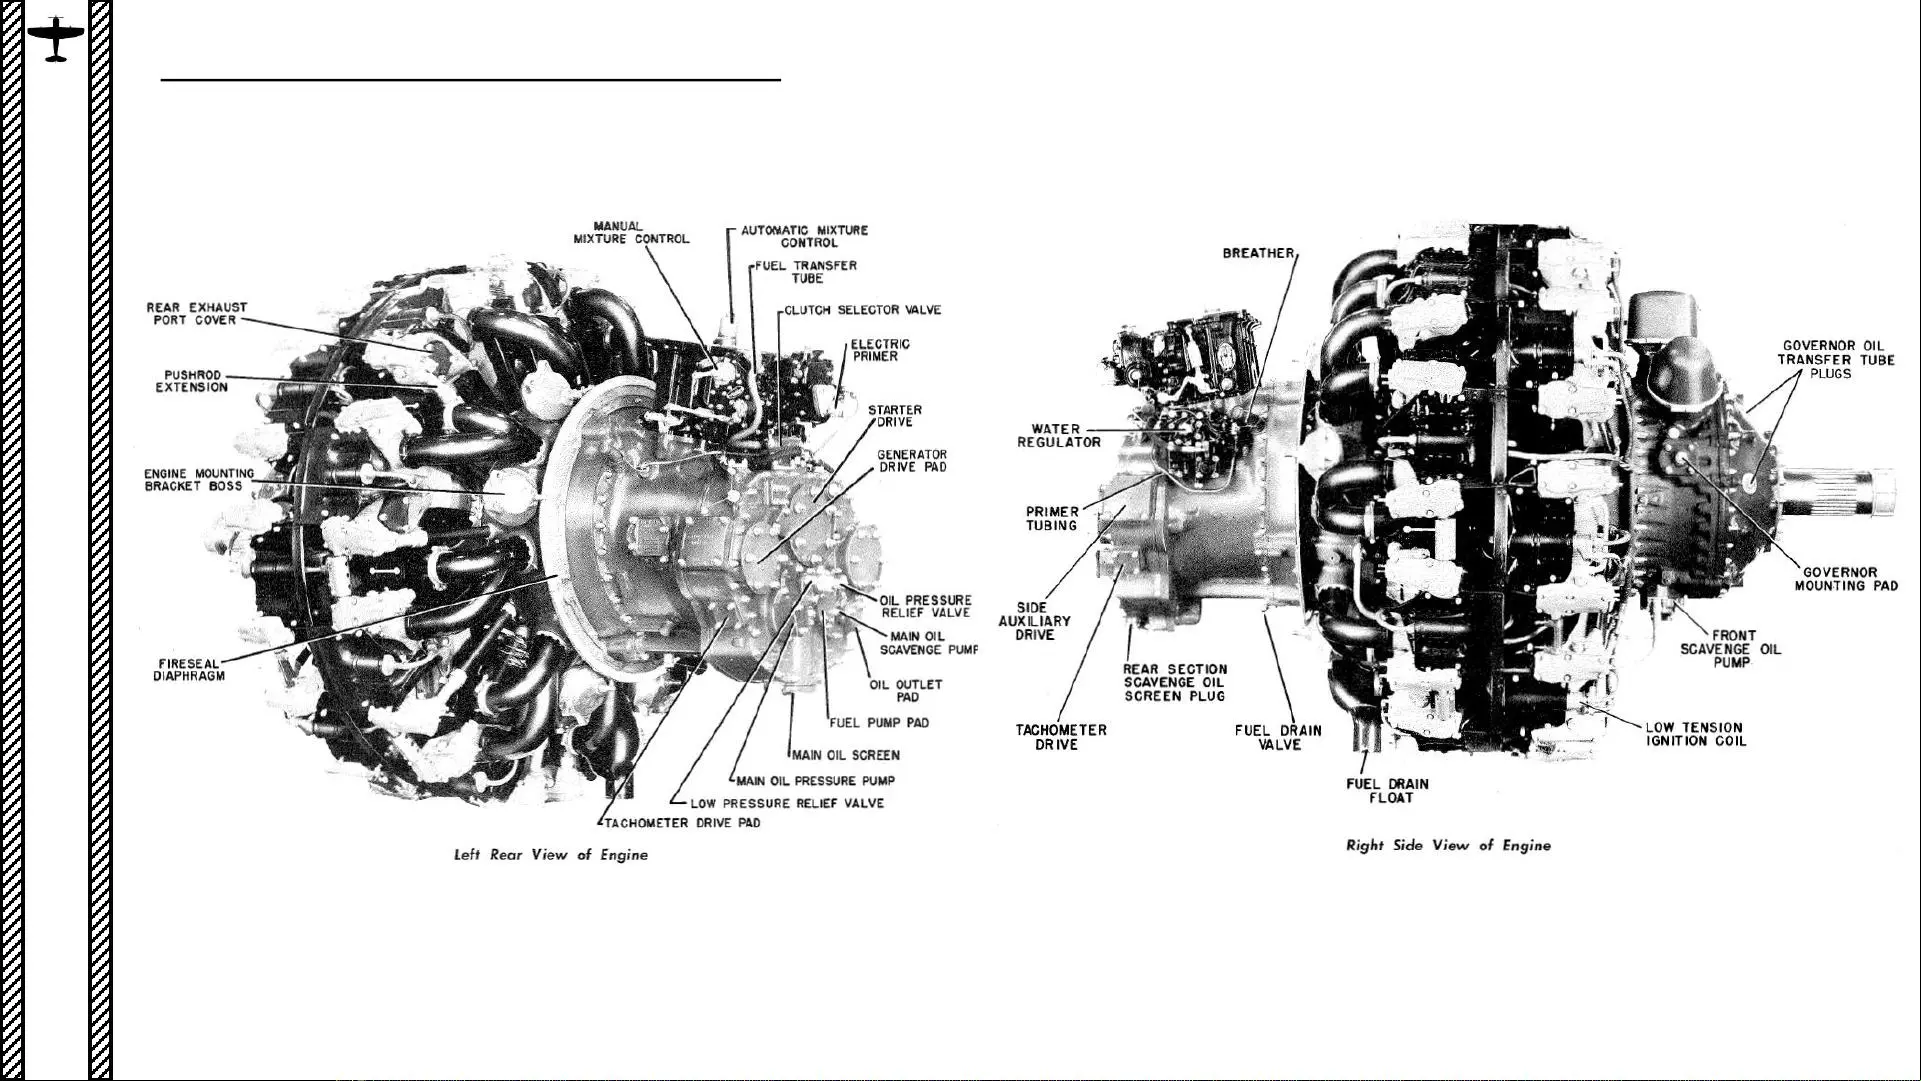 MANUAL
MIXTURE CONTROL
AUTOMATIC MIXTURE
CONTROL
FUEL TRANSFER
TUBE
CLUTCH SELECTOR VALVE
ELECTRIC
PRIMER
STARTER
DRIVE
GENERATOR
DRIVE PAD
REAR EXHAUST
PORT COVER
PUSHROD
EXTENSION
ENGINE MOUNTING
BRACKET BOSS
FIRESEAL
DIAPHRAGM
OIL PRESSURE
RELIEF VALVE
MAIN OIL
SCAVENGE PUMP
OIL OUTLET
PAD
FUEL PUMP PAD
MAIN OIL SCREEN
MAIN OIL PRESSURE PUMP
LOW PRESSURE RELIEF VALVE
TACHOMETER DRIVE PAD
Left Rear View of Engine
BREATHER
WATER
REGULATOR
PRIMER
TUBING
SIDE
AUXILIARY
DRIVE
TACHOMETER
DRIVE
REAR SECTION
SCAVENGE OIL
SCREEN PLUG
FUEL DRAIN
VALVE
FUEL DRAIN
FLOAT
GOVERNOR OIL
TRANSFER TUBE
PLUGS
GOVERNOR
MOUNTING PAD
FRONT
SCAVENGE OIL
PUMP
LOW TENSION
IGNITION COIL
Right Side View of Engine